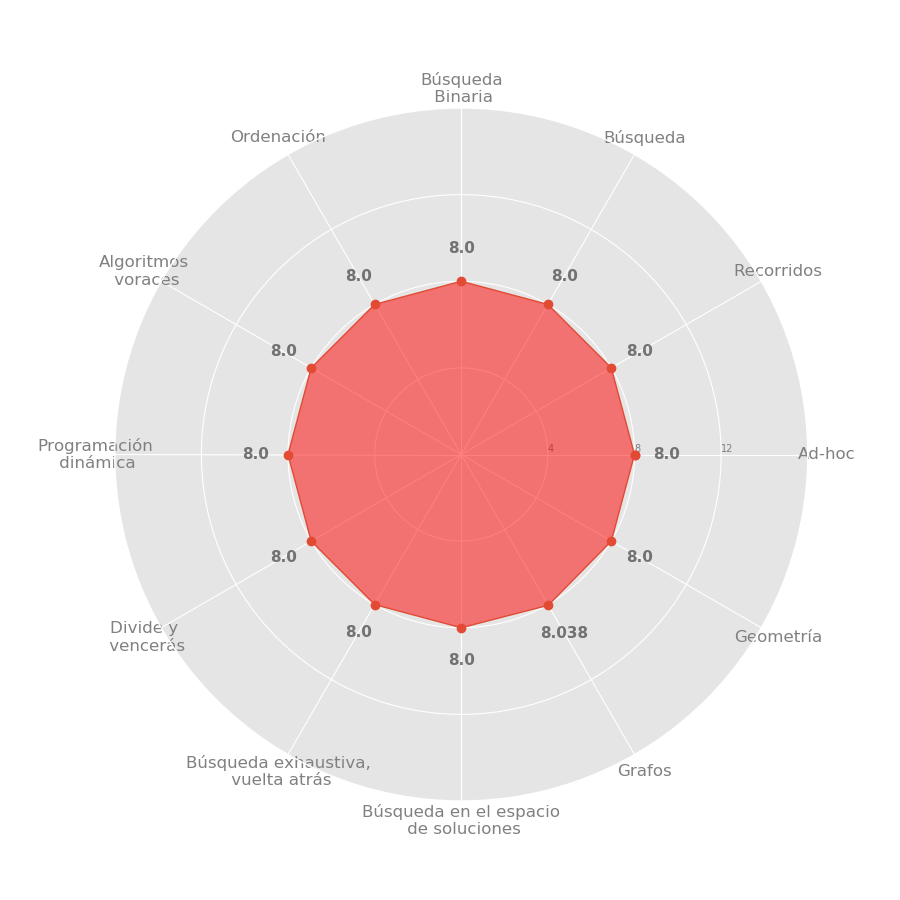 Búsqueda
Binaria
Ordenación
Búsqueda
8.0
Algoritmos
voraces
8.0
8.0
Recorridos
8.0
8.0
Programación
dinámica
8.0
4
8
12
8.0
Ad-hoc
8.0
8.0
Divide y
vencerás
8.0
8.038
Geometría
8.0
Búsqueda exhaustiva,
vuelta atrás
Grafos
Búsqueda en el espacio
de soluciones